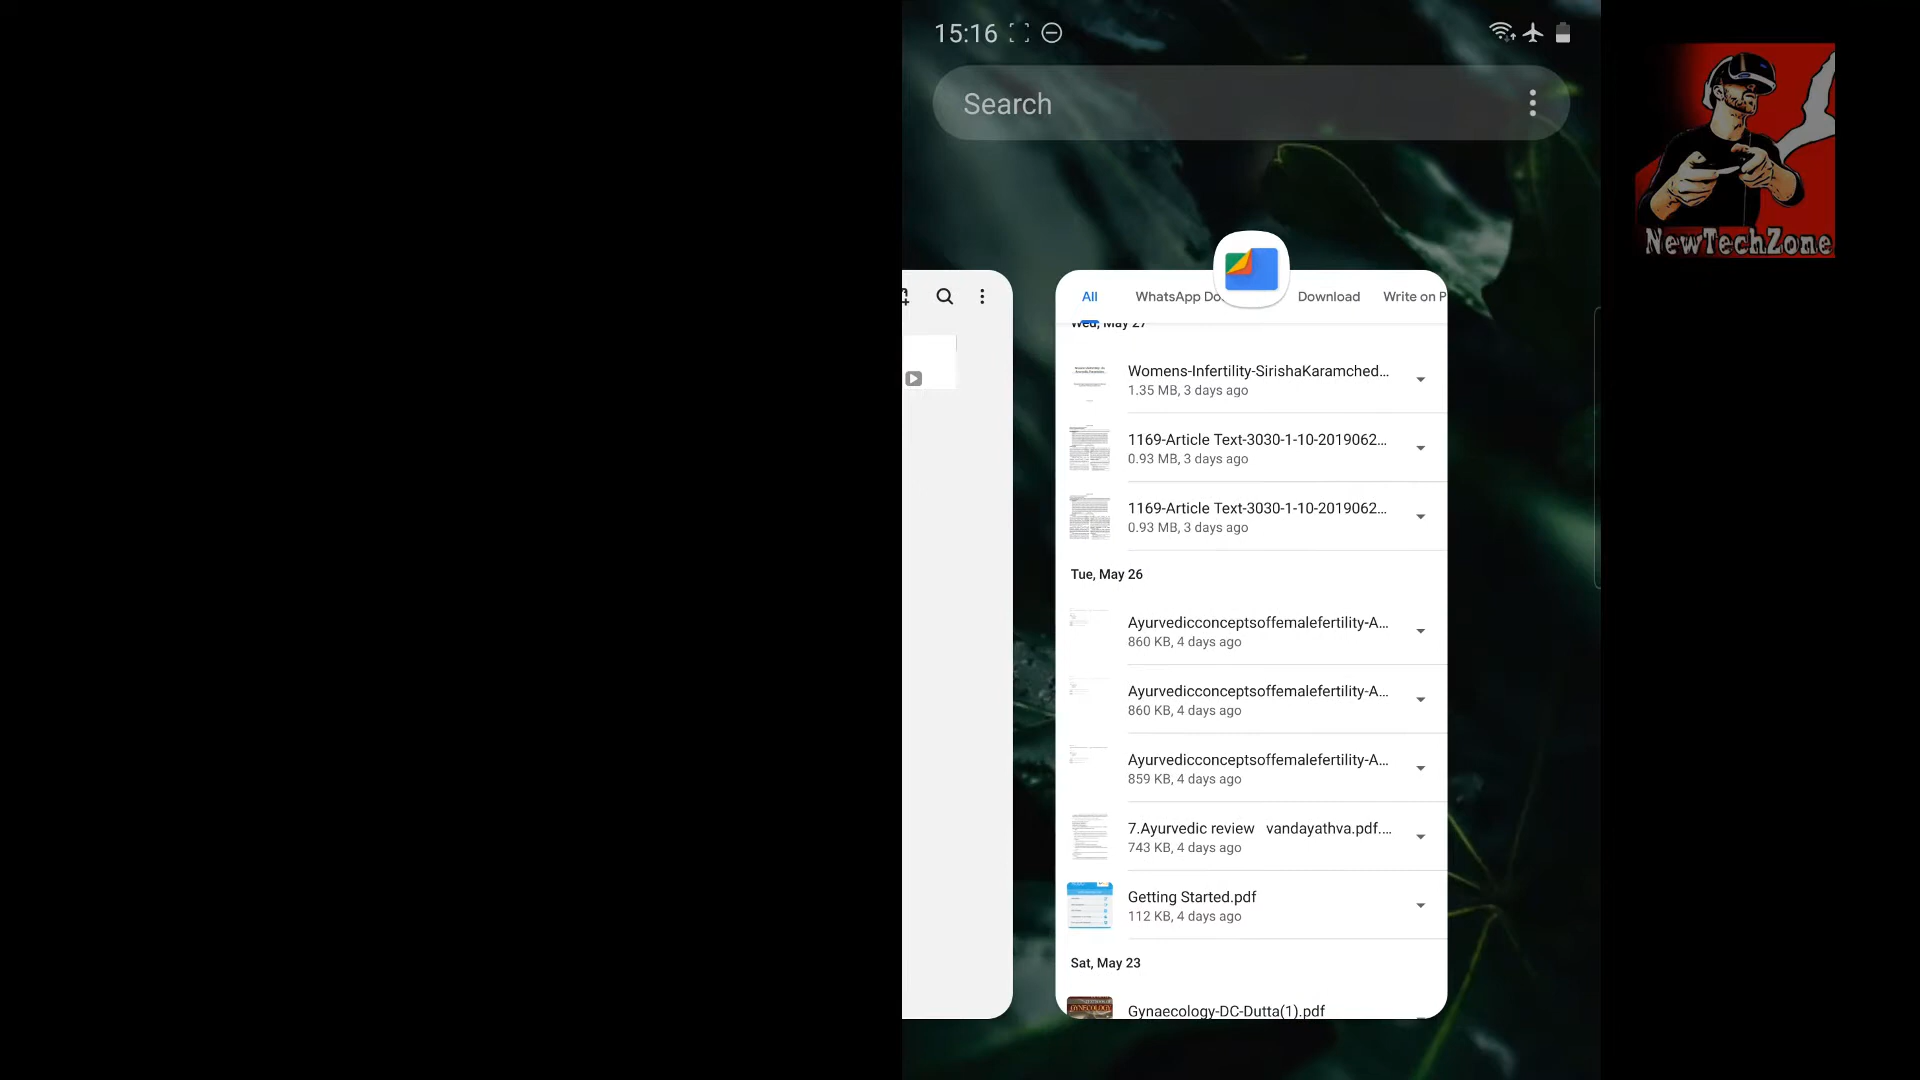 15:16
Search
NewTechZone
All
WhatsApp Do
Download
Write on P
Wed, May 27
Womens-Infertility-SirishaKaramched...
1.35 MB, 3 days ago
1169-Article Text-3030-1-10-2019062...
0.93 MB, 3 days ago
1169-Article Text-3030-1-10-2019062...
0.93 MB, 3 days ago
Tue, May 26
Ayurvedicconceptsoffemalefertility-A...
860 KB, 4 days ago
Ayurvedicconceptsoffemalefertility-A...
860 KB, 4 days ago
Ayurvedicconceptsoffemalefertility-A...
859 KB, 4 days ago
7.Ayurvedic review vandayathva.pdf....
743 KB, 4 days ago
Getting Started.pdf
112 KB, 4 days ago
Sat, May 23
GYNECOLOGY
Gynaecology-DC-Dutta(1).pdf